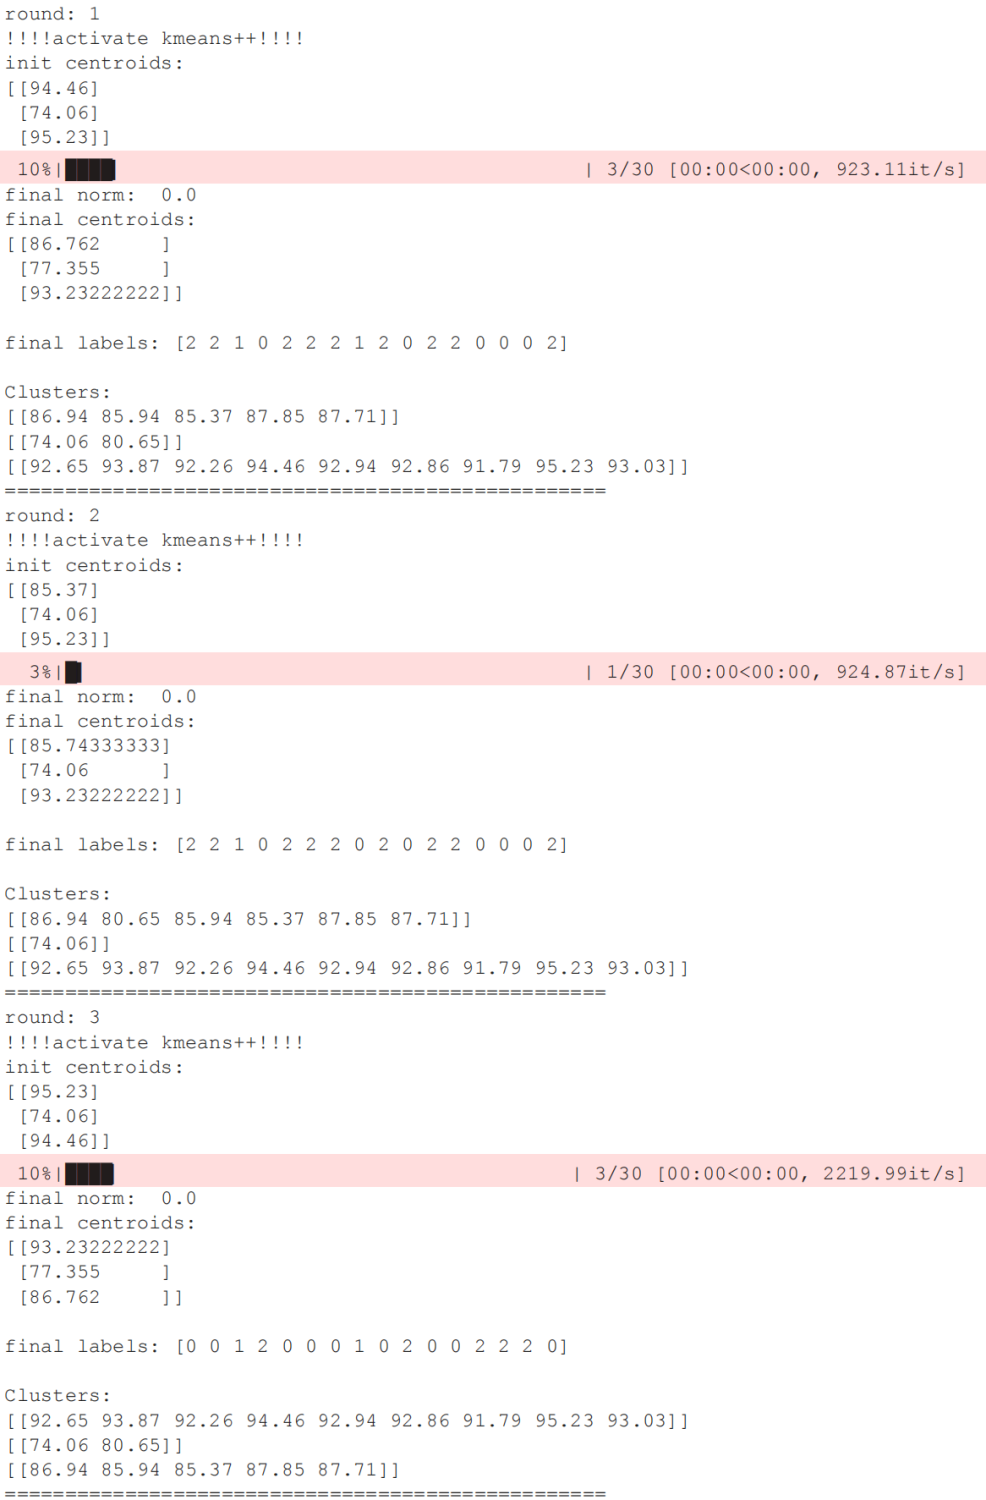 round: 1
!!!!activate kmeans++!!!!
init centroids:
[[94.46]
 [74.06]
 [95.23]]
 10%|████ | 3/30 [00:00<00:00, 923.11it/s]
final norm:  0.0
final centroids:
[[86.762     ]
 [77.355     ]
 [93.23222222]]

final labels: [2 2 1 0 2 2 2 1 2 0 2 2 0 0 0 2]

Clusters:
[[86.94 85.94 85.37 87.85 87.71]]
[[74.06 80.65]]
[[92.65 93.87 92.26 94.46 92.94 92.86 91.79 95.23 93.03]]
==================================================
round: 2
!!!!activate kmeans++!!!!
init centroids:
[[85.37]
 [74.06]
 [95.23]]
  3%|█ | 1/30 [00:00<00:00, 924.87it/s]
final norm:  0.0
final centroids:
[[85.74333333]
 [74.06      ]
 [93.23222222]]

final labels: [2 2 1 0 2 2 2 0 2 0 2 2 0 0 0 2]

Clusters:
[[86.94 80.65 85.94 85.37 87.85 87.71]]
[[74.06]]
[[92.65 93.87 92.26 94.46 92.94 92.86 91.79 95.23 93.03]]
==================================================
round: 3
!!!!activate kmeans++!!!!
init centroids:
[[95.23]
 [74.06]
 [94.46]]
 10%|████ | 3/30 [00:00<00:00, 2219.99it/s]
final norm:  0.0
final centroids:
[[93.23222222]
 [77.355     ]
 [86.762     ]]

final labels: [0 0 1 2 0 0 0 1 0 2 0 0 2 2 2 0]

Clusters:
[[92.65 93.87 92.26 94.46 92.94 92.86 91.79 95.23 93.03]]
[[74.06 80.65]]
[[86.94 85.94 85.37 87.85 87.71]]
==================================================